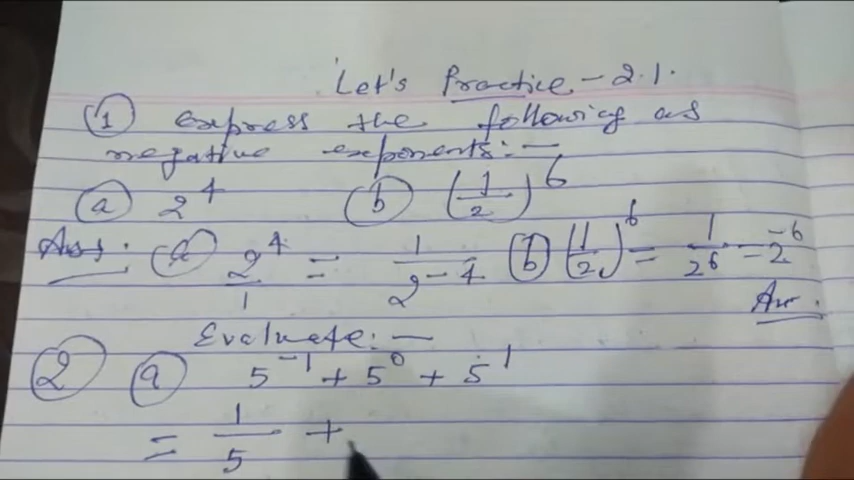 Let's Practice - 2.1.
(1) express the following as
negative exponents: —
(a) 2^4 (b) (1/2)^6
Ans: (a) 2^4/1 = 1/2^-4 (b) (1/2)^6 = 1/2^6 = 2^-6
Ans.
Evaluate: —
(2) (a) 5^-1 + 5^0 + 5^1
= 1/5 +